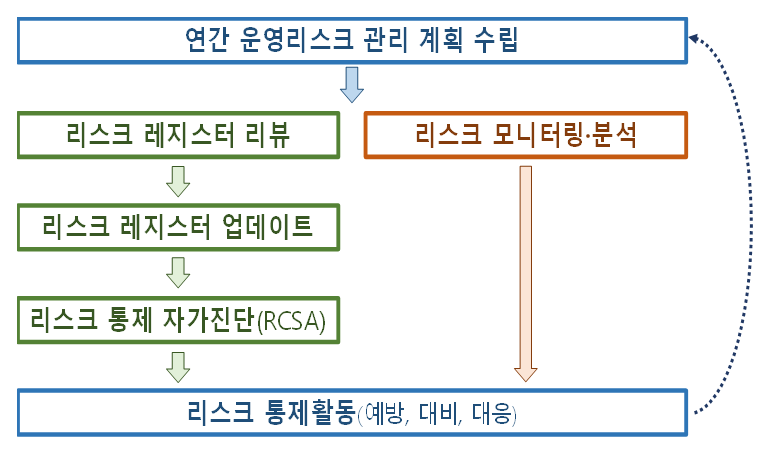 연간 운영리스크 관리 계획 수립
리스크 레지스터 리뷰
리스크 모니터링·분석
리스크 레지스터 업데이트
리스크 통제 자가진단(RCSA)
리스크 통제활동(예방, 대비, 대응)